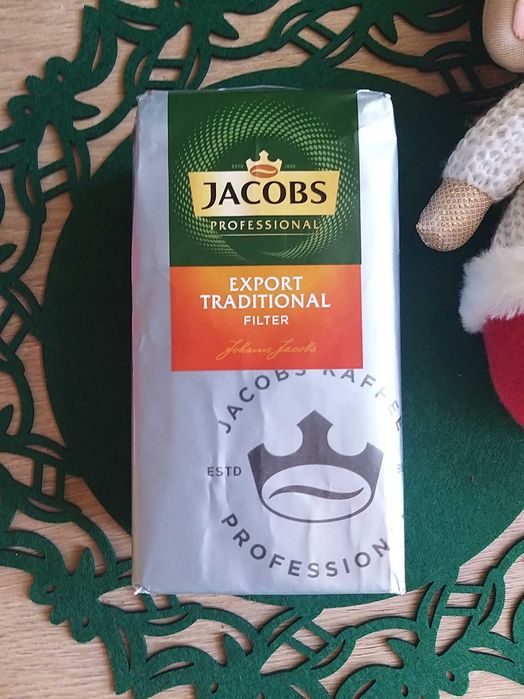 ESTD 1895
JACOBS
PROFESSIONAL
EXPORT
TRADITIONAL
FILTER
Johann Jacobs
JACOBS KAFFEE
ESTD
PROFESSION